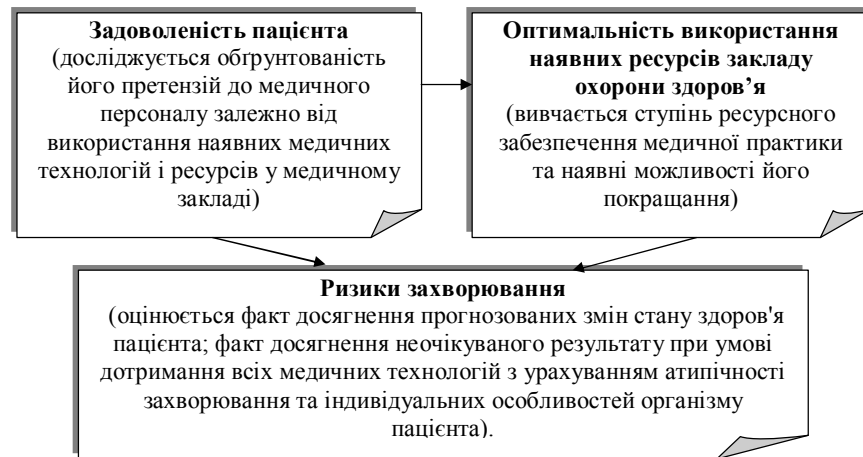 Задоволеність пацієнта
(досліджується обґрунтованість
його претензій до медичного
персоналу залежно від
використання наявних медичних
технологій і ресурсів у медичному
закладі)
Оптимальність використання
наявних ресурсів закладу
охорони здоров’я
(вивчається ступінь ресурсного
забезпечення медичної практики
та наявні можливості його
покращання)
Ризики захворювання
(оцінюється факт досягнення прогнозованих змін стану здоров'я
пацієнта; факт досягнення неочікуваного результату при умові
дотримання всіх медичних технологій з урахуванням атипічності
захворювання та індивідуальних особливостей організму
пацієнта).